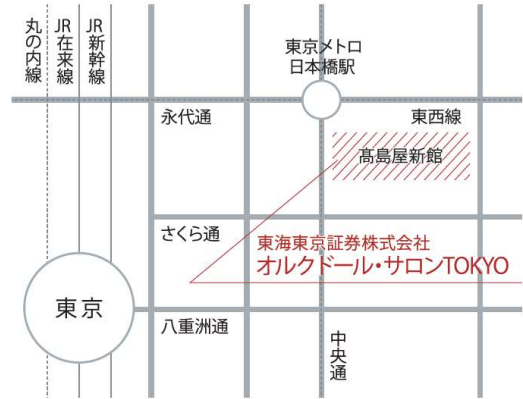 丸の内線
JR在来線
JR新幹線
東京メトロ
日本橋駅
永代通
東西線
髙島屋新館
さくら通
東海東京証券株式会社
オルクドール・サロンTOKYO
東京
八重洲通
中央通